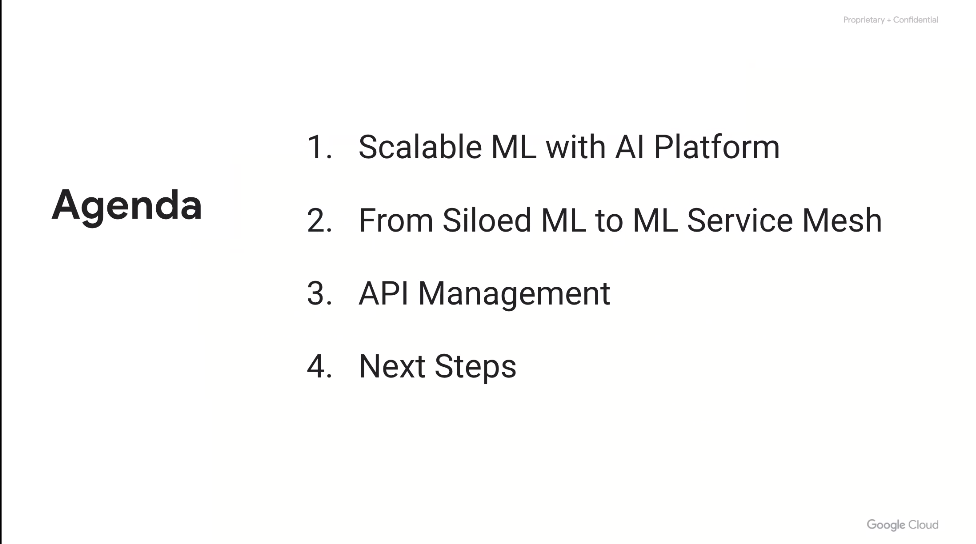 Proprietary + Confidential
Agenda
1. Scalable ML with AI Platform
2. From Siloed ML to ML Service Mesh
3. API Management
4. Next Steps
Google Cloud